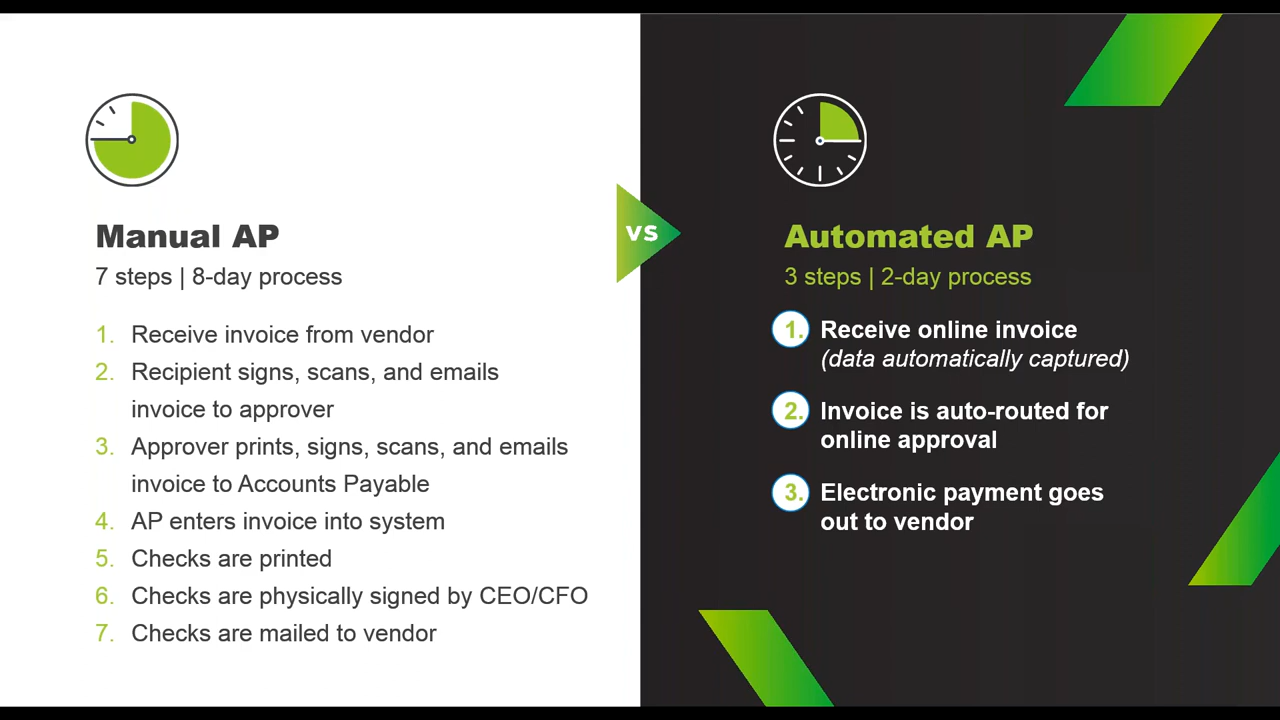 Manual AP
7 steps | 8-day process
1. Receive invoice from vendor
2. Recipient signs, scans, and emails
invoice to approver
3. Approver prints, signs, scans, and emails
invoice to Accounts Payable
4. AP enters invoice into system
5. Checks are printed
6. Checks are physically signed by CEO/CFO
7. Checks are mailed to vendor
vs
Automated AP
3 steps | 2-day process
1. Receive online invoice
(data automatically captured)
2. Invoice is auto-routed for
online approval
3. Electronic payment goes
out to vendor